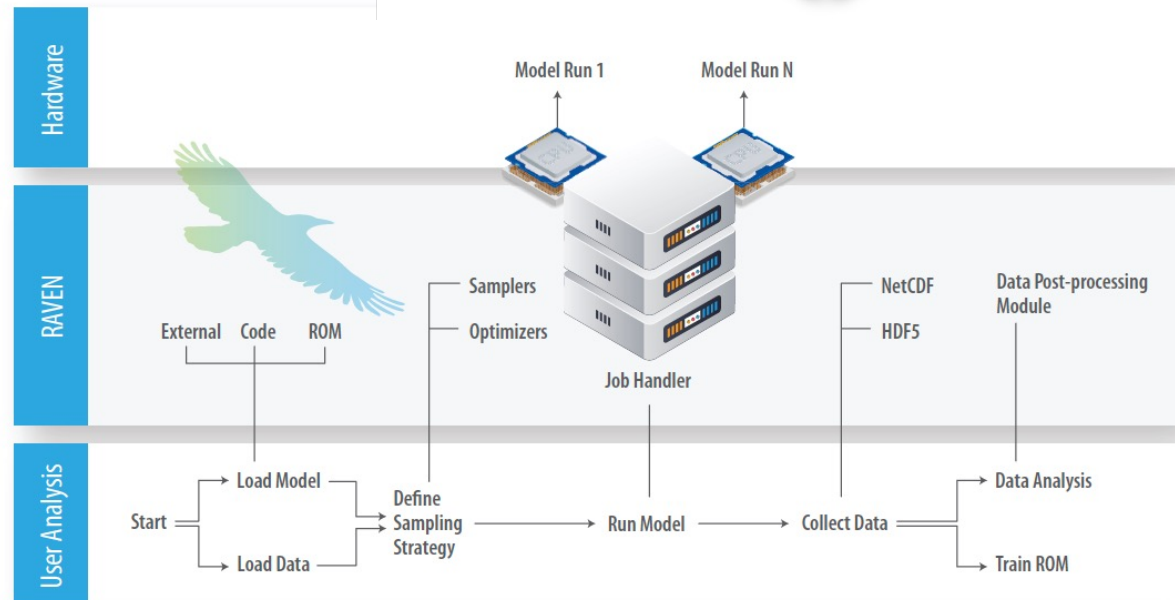 Hardware
Model Run 1
Model Run N
CPU
CPU
RAVEN
External
Code
ROM
Samplers
Optimizers
Job Handler
NetCDF
HDF5
Data Post-processing
Module
User Analysis
Start
Load Model
Load Data
Define
Sampling
Strategy
Run Model
Collect Data
Data Analysis
Train ROM